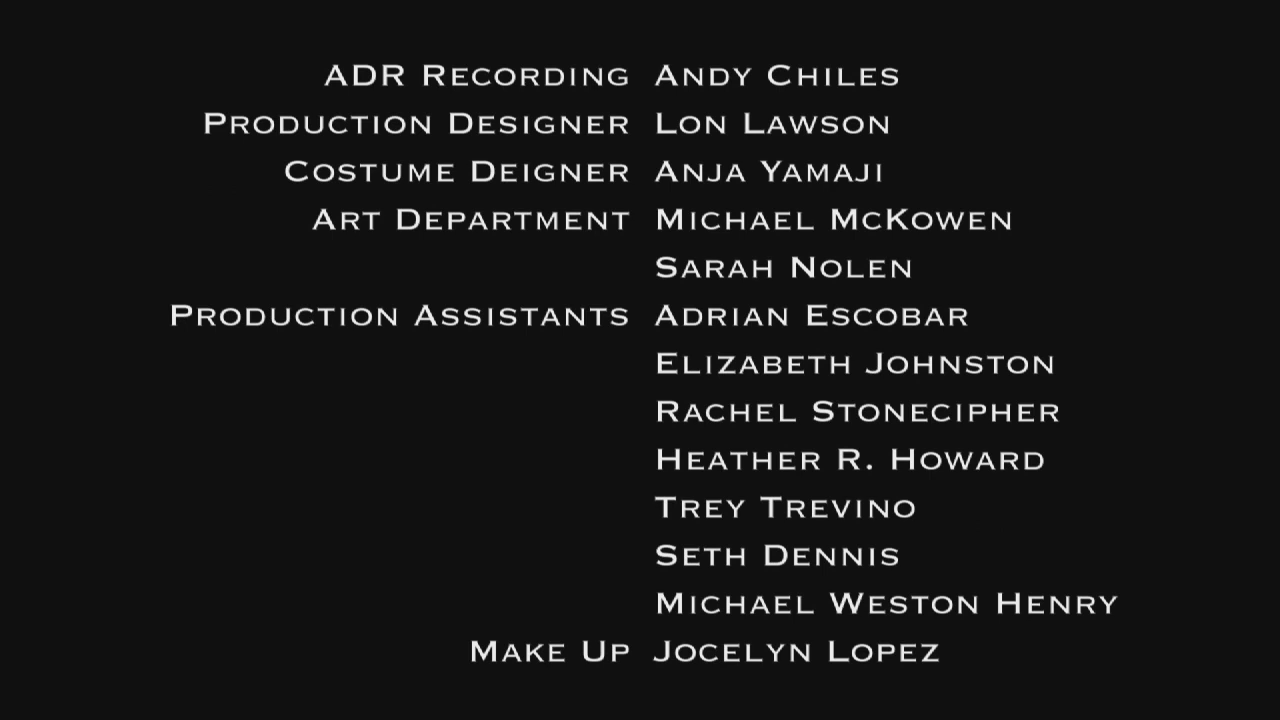 ADR Recording Andy Chiles
Production Designer Lon Lawson
Costume Deigner Anja Yamaji
Art Department Michael McKowen
Sarah Nolen
Production Assistants Adrian Escobar
Elizabeth Johnston
Rachel Stonecipher
Heather R. Howard
Trey Trevino
Seth Dennis
Michael Weston Henry
Make Up Jocelyn Lopez